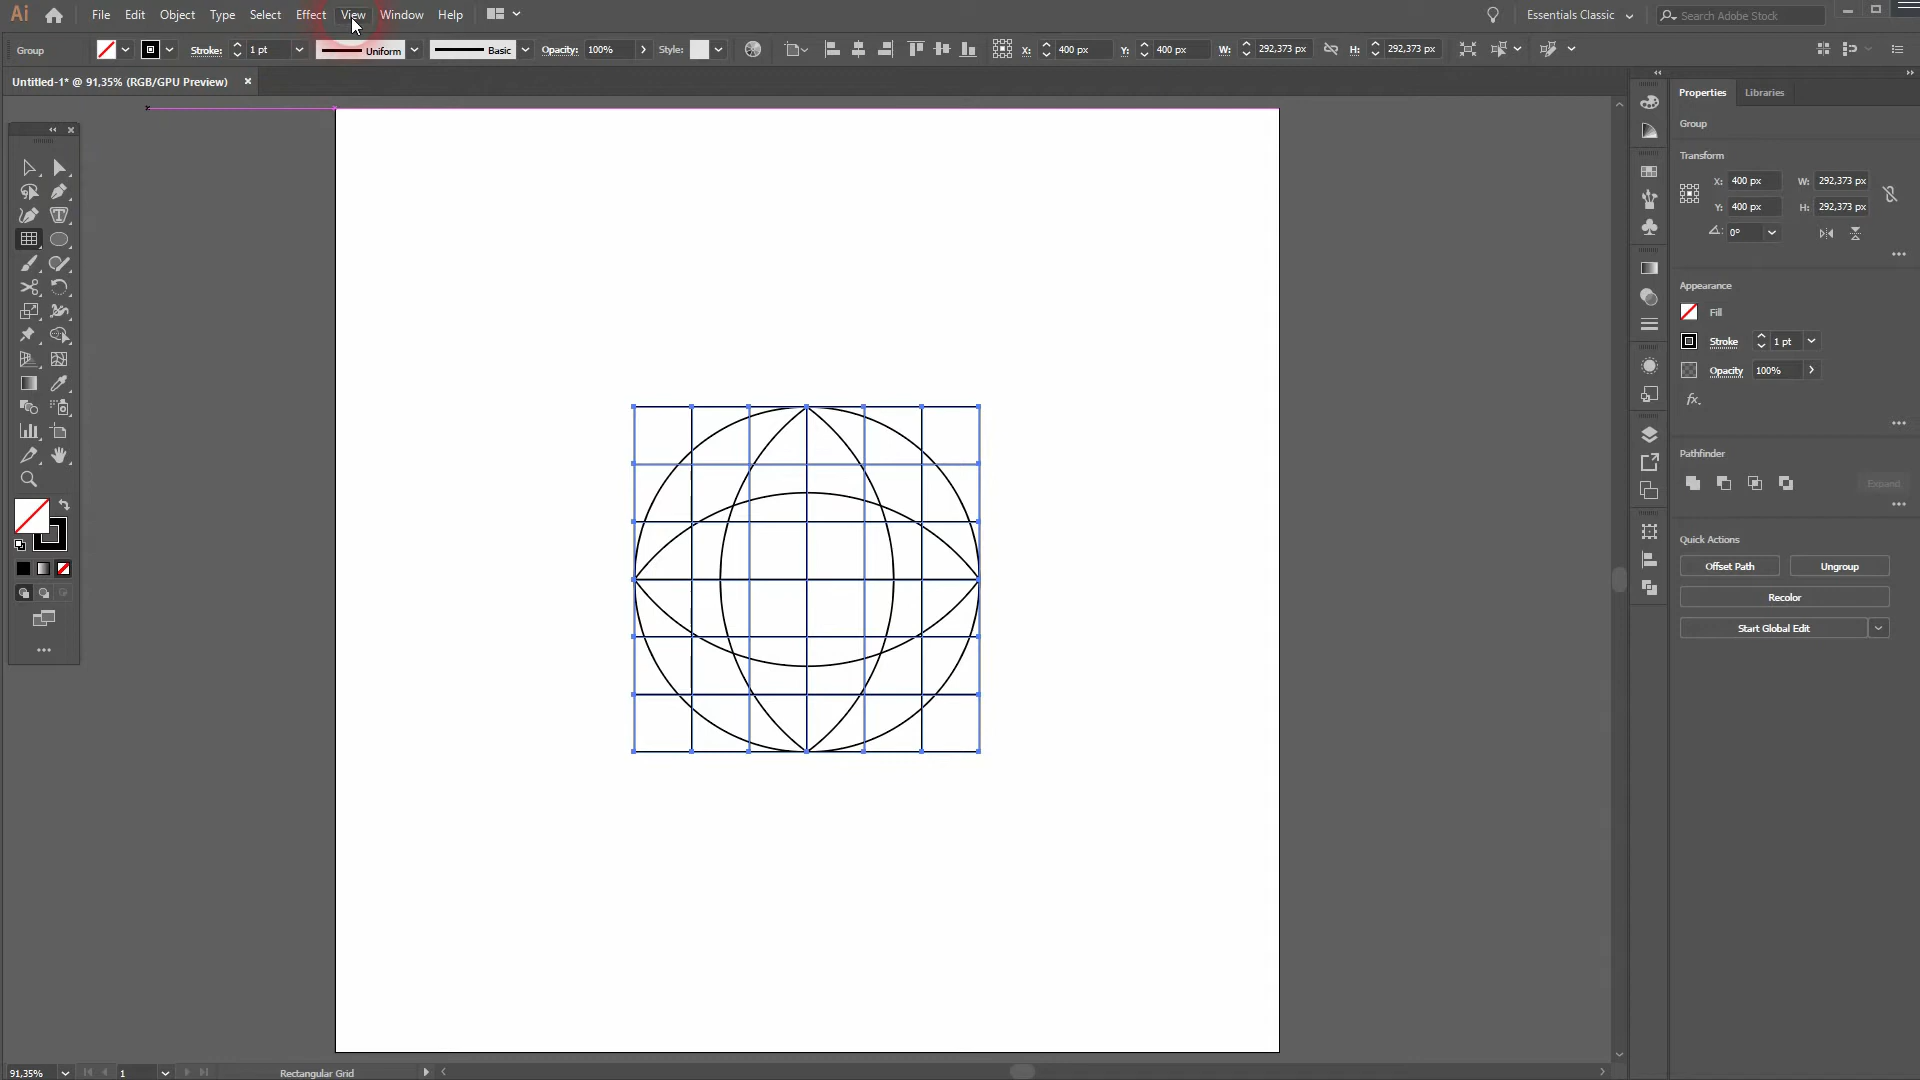 Ai File Edit Object Type Select Effect View Window Help Essentials Classic Search Adobe Stock
Group Stroke: 1 pt Uniform Basic Opacity: 100% Style: X: 400 px Y: 400 px W: 292,373 px H: 292,373 px
Untitled-1* @ 91,35% (RGB/GPU Preview) ×
Properties Libraries
Group
Transform
X: 400 px W: 292,373 px
Y: 400 px H: 292,373 px
0°
Appearance
Fill
Stroke 1 pt
Opacity 100%
fx.
Pathfinder
Expand
Quick Actions
Offset Path Ungroup
Recolor
Start Global Edit
91,35% 1 Rectangular Grid